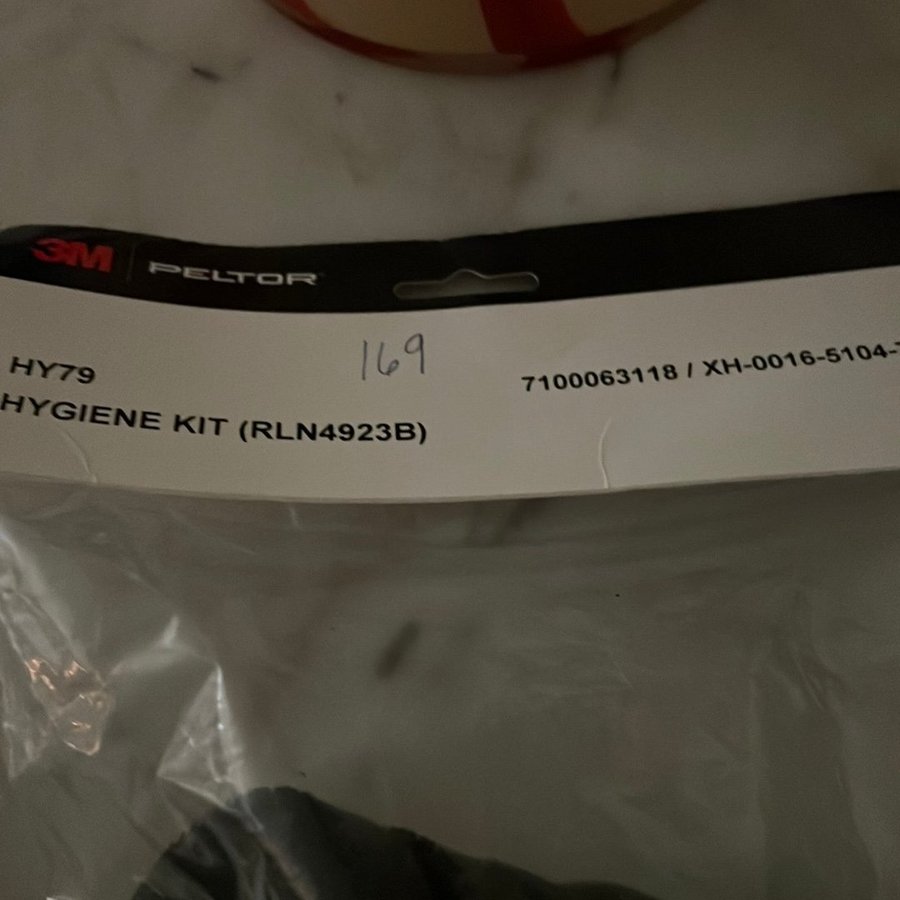 3M PELTOR
HY79
169
7100063118 / XH-0016-5104-
HYGIENE KIT (RLN4923B)